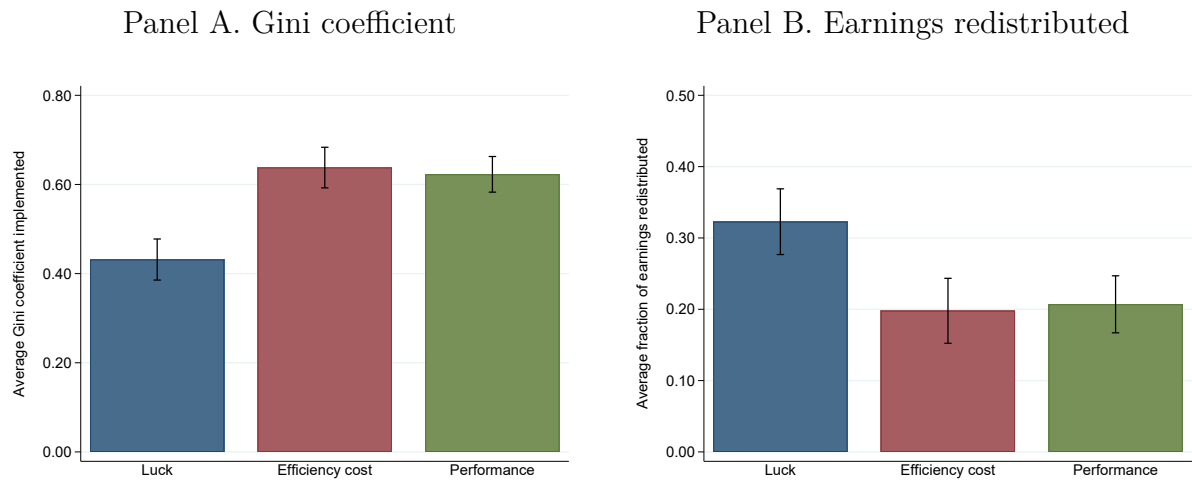 Panel A. Gini coefficient
Average Gini coefficient implemented
0.80
0.60
0.40
0.20
0.00
Luck
Efficiency cost
Performance
Panel B. Earnings redistributed
Average fraction of earnings redistributed
0.50
0.40
0.30
0.20
0.10
0.00
Luck
Efficiency cost
Performance